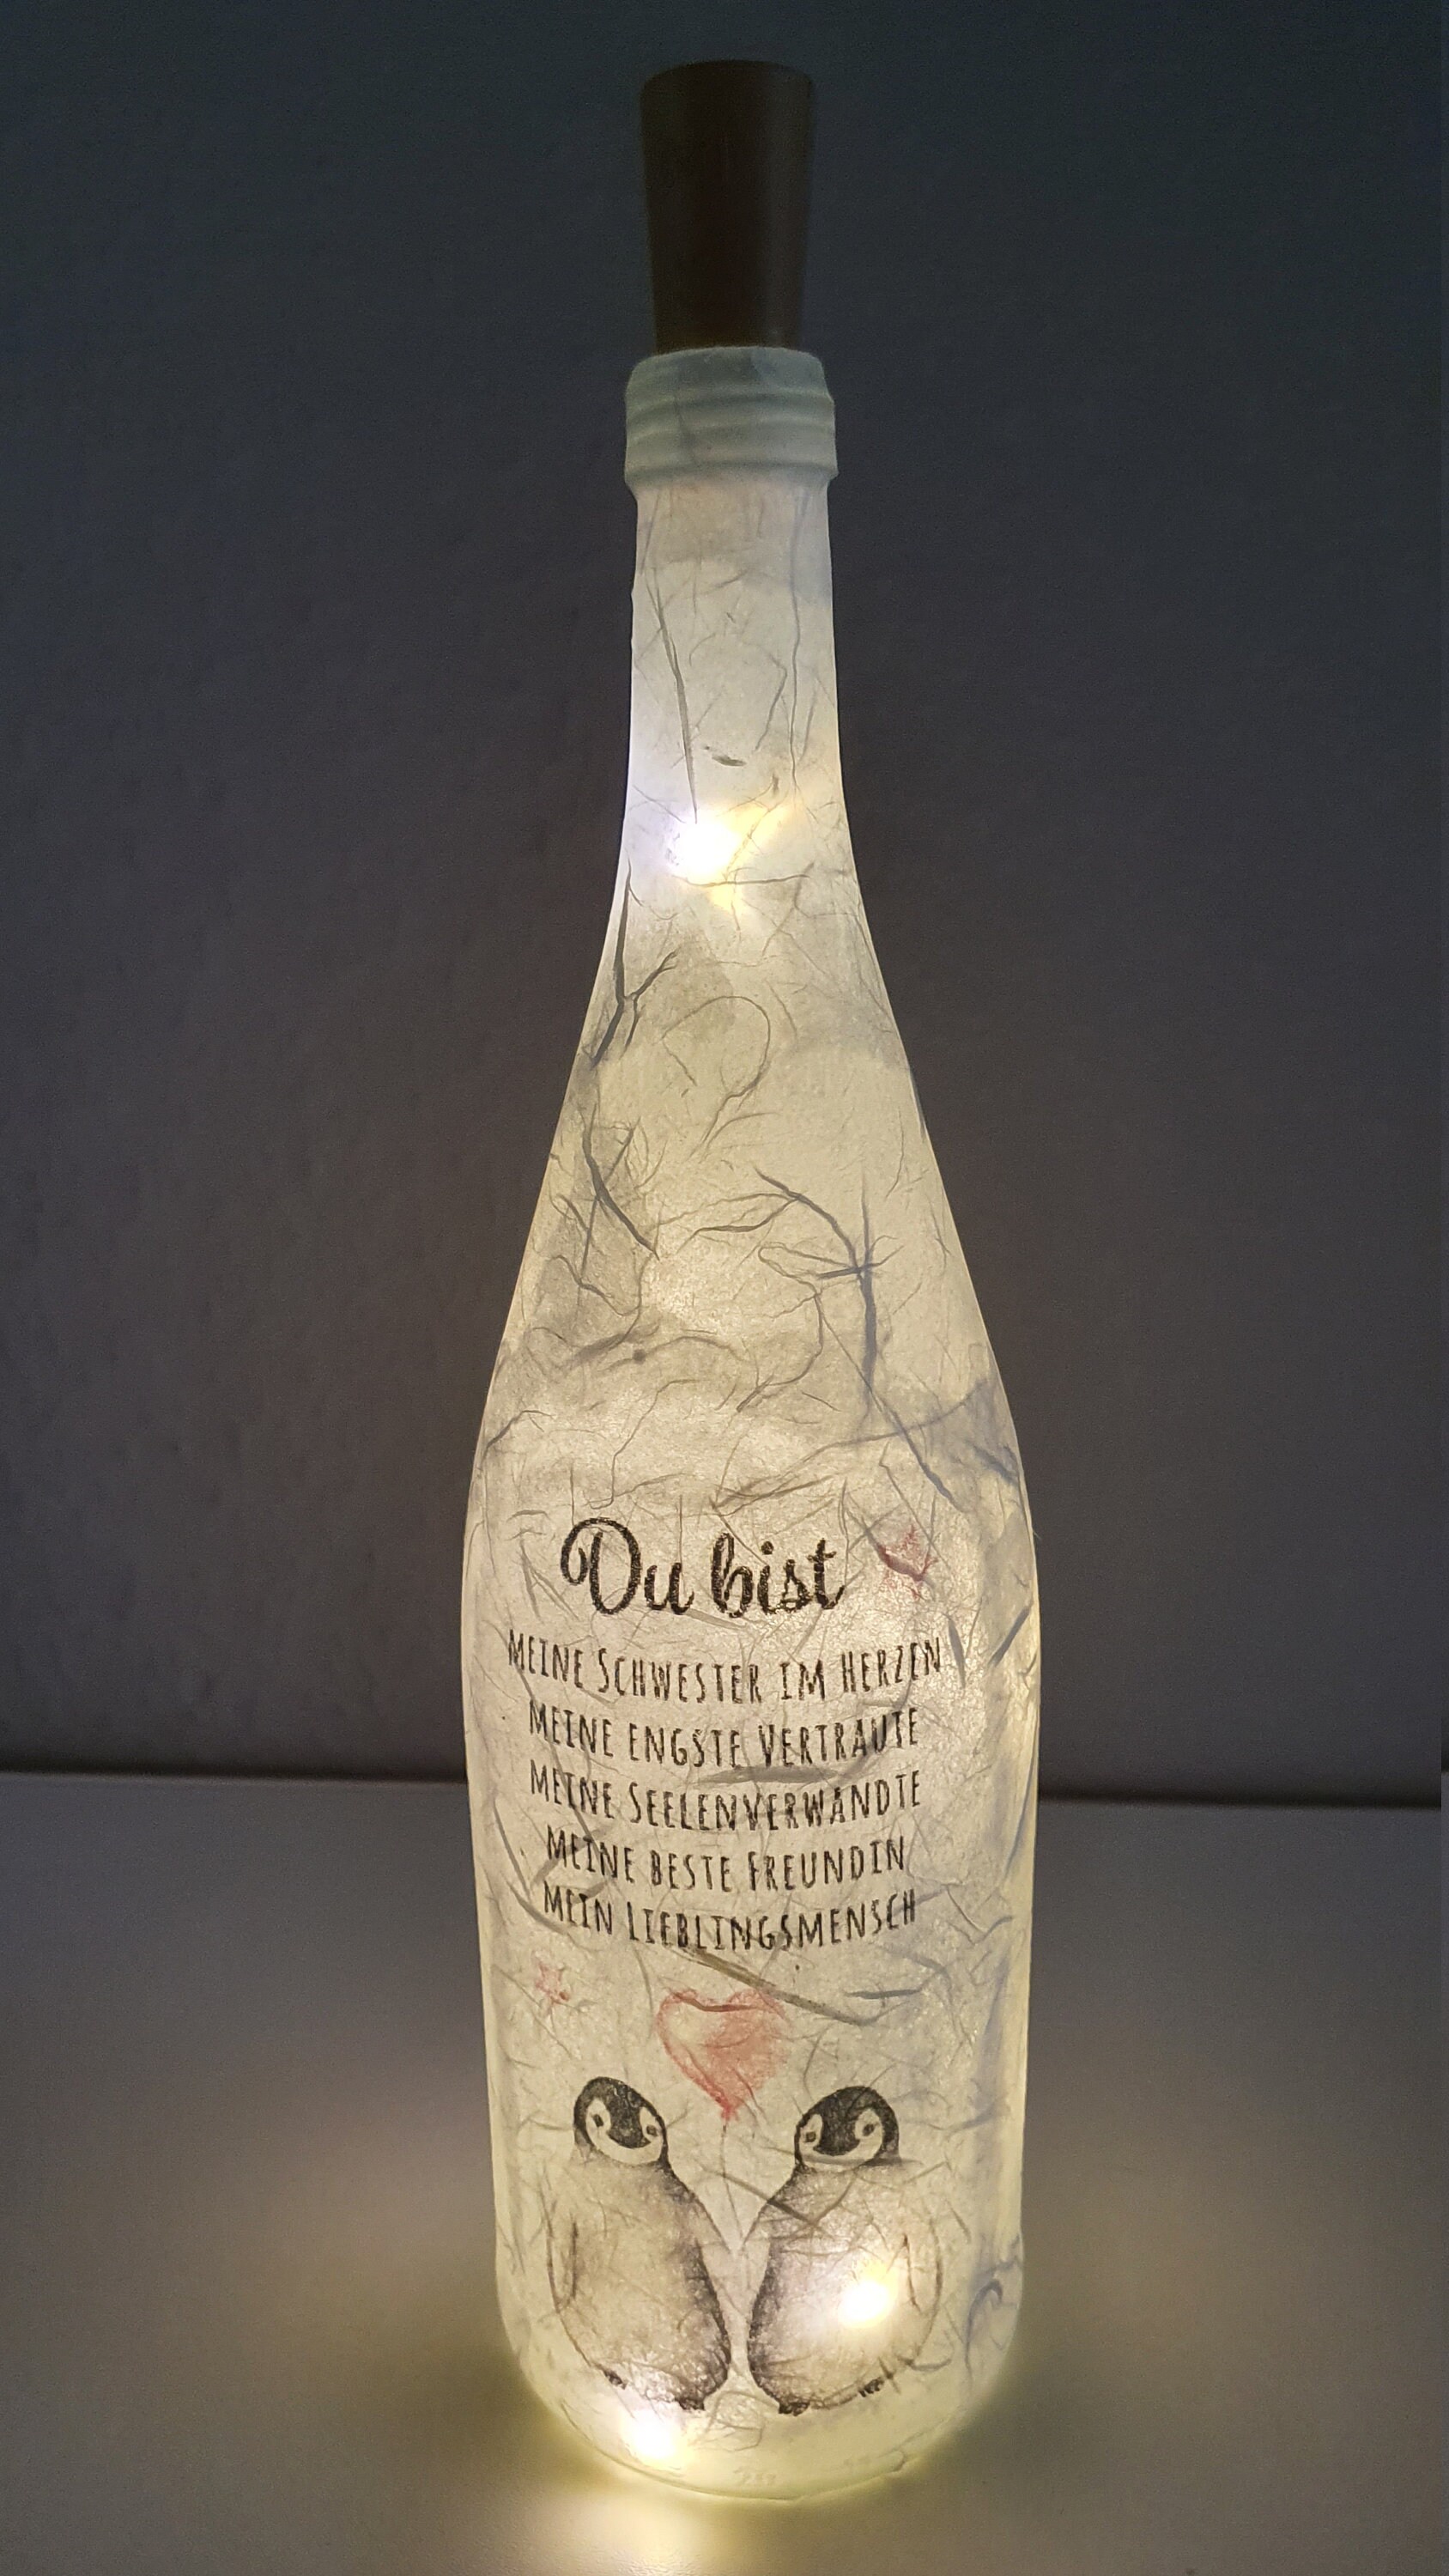 Du bist
MEINE SCHWESTER IM HERZEN
MEINE ENGSTE VERTRAUTE
MEINE SEELENVERWANDTE
MEINE BESTE FREUNDIN
MEIN LIEBLINGSMENSCH